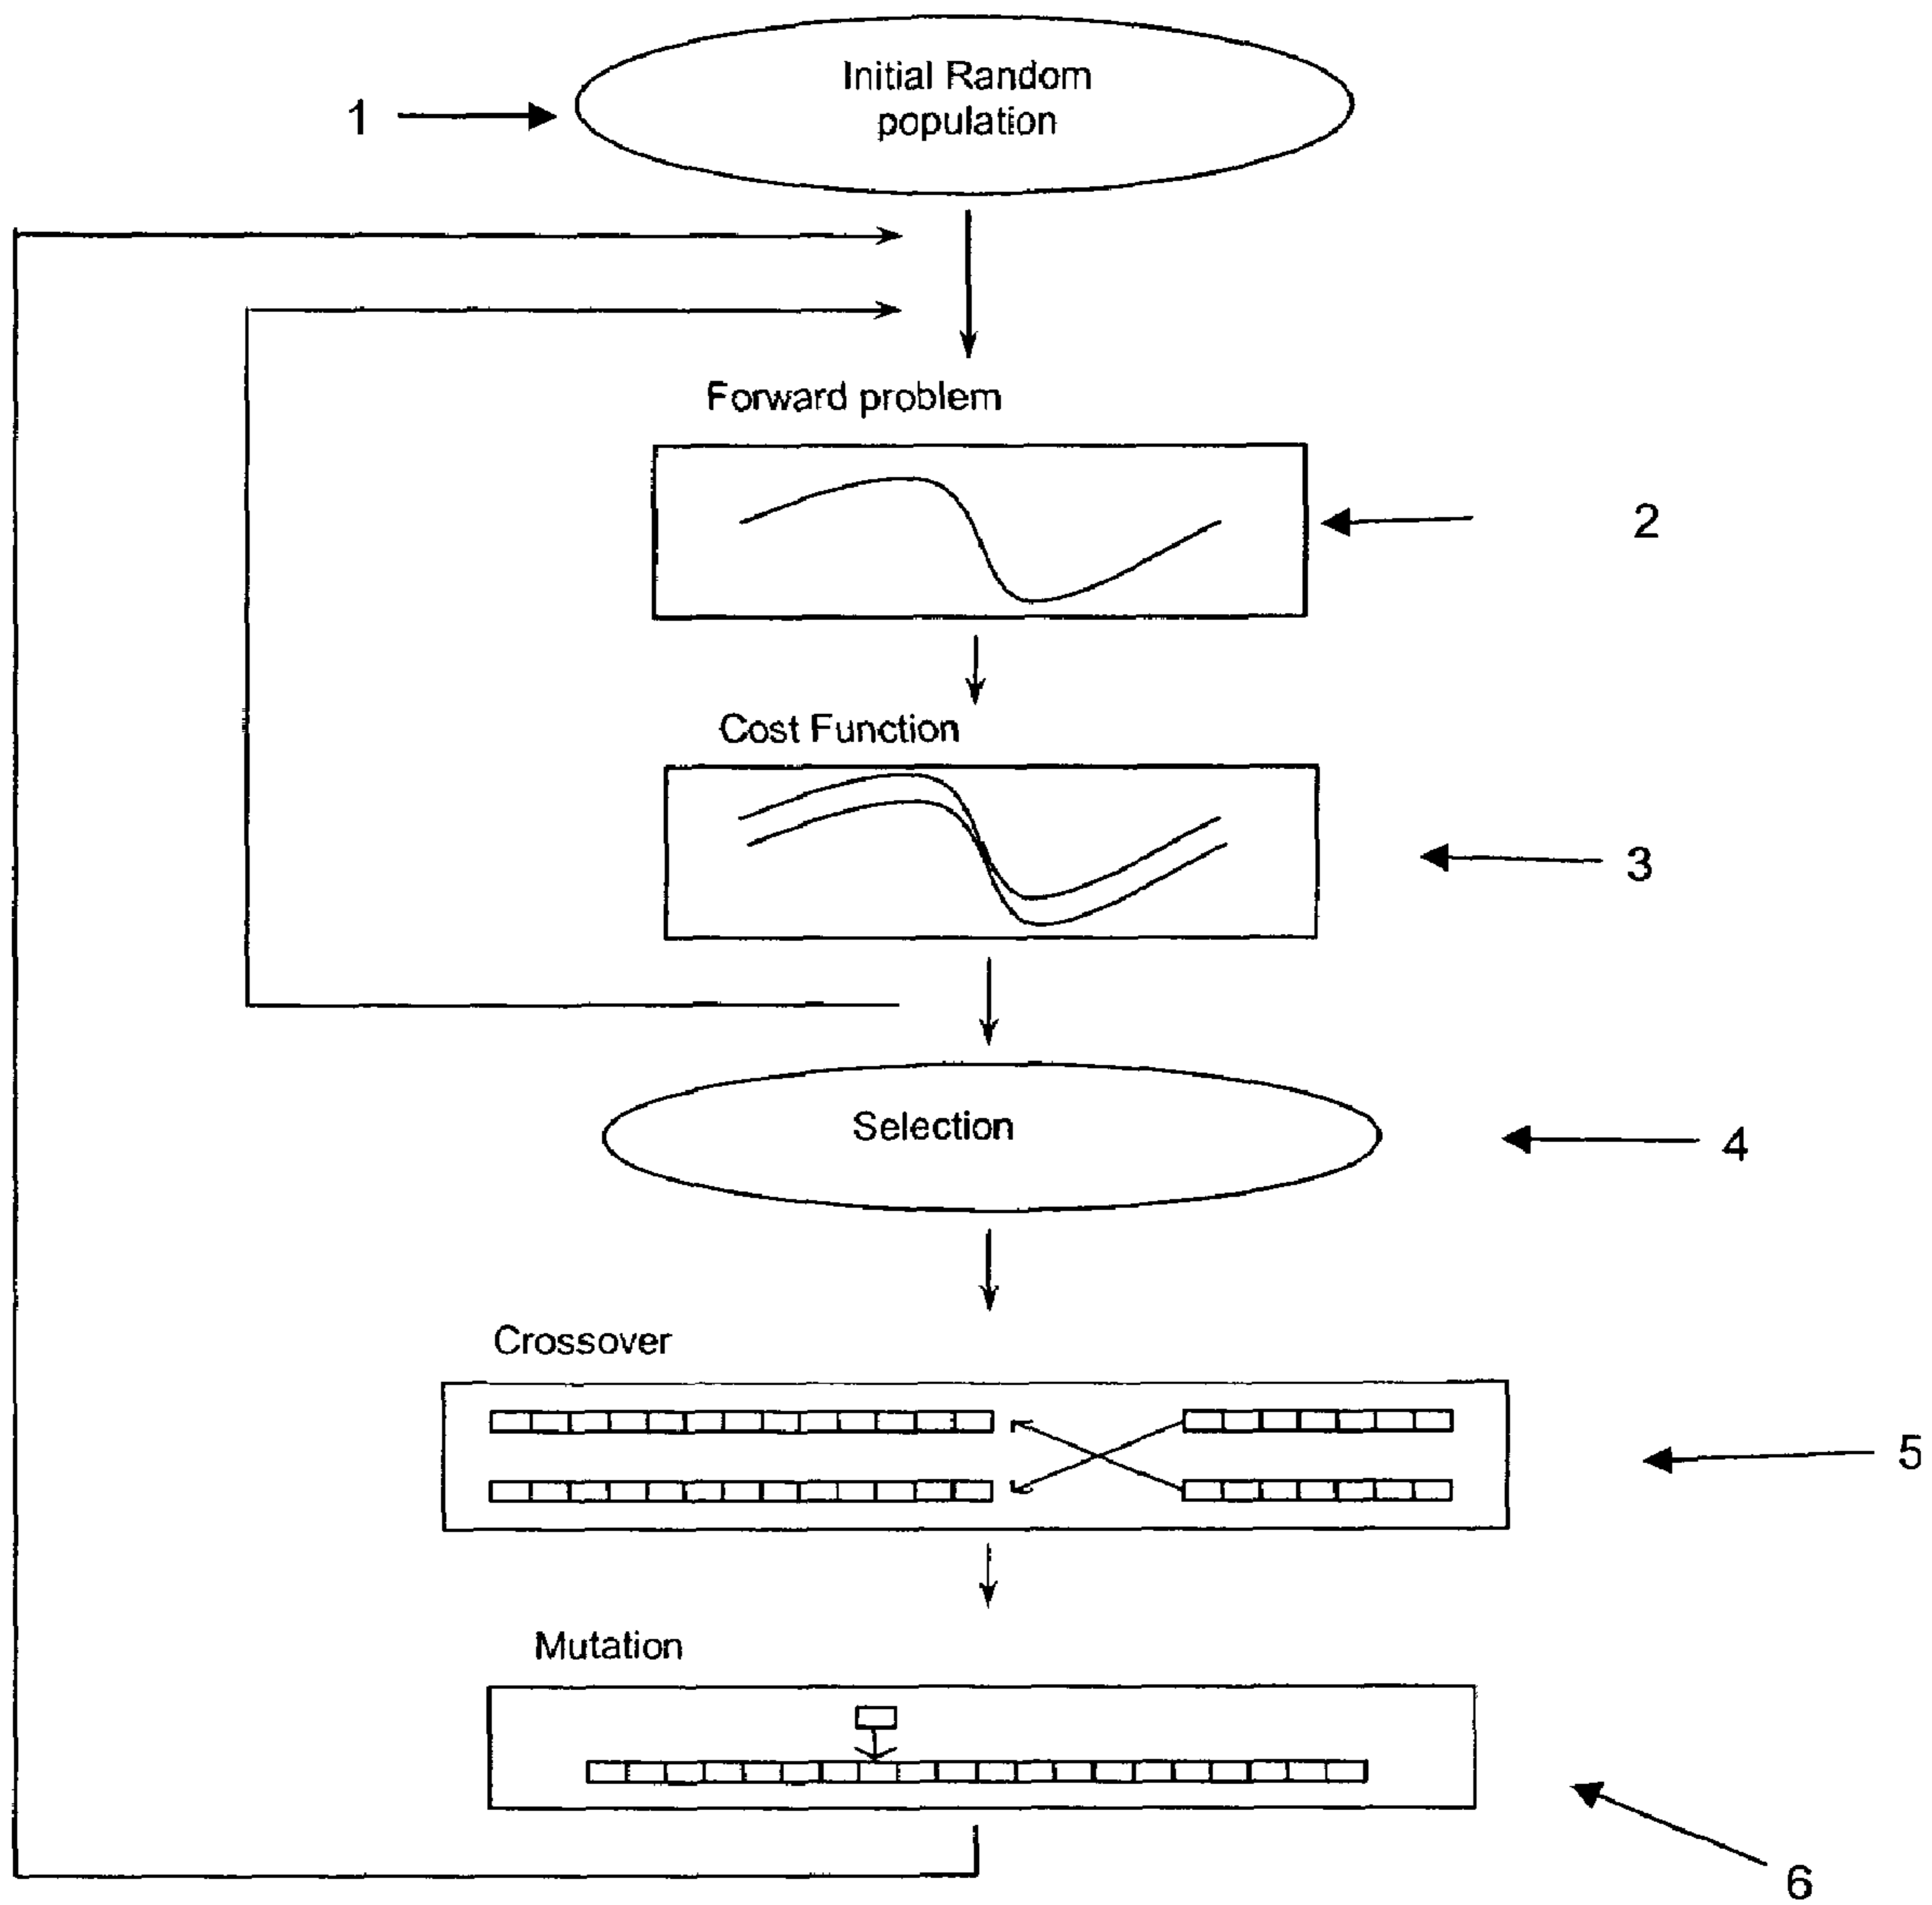 Initial Random
population
1
Forward problem
2
Cost Function
3
Selection
4
Crossover
5
Mutation
6